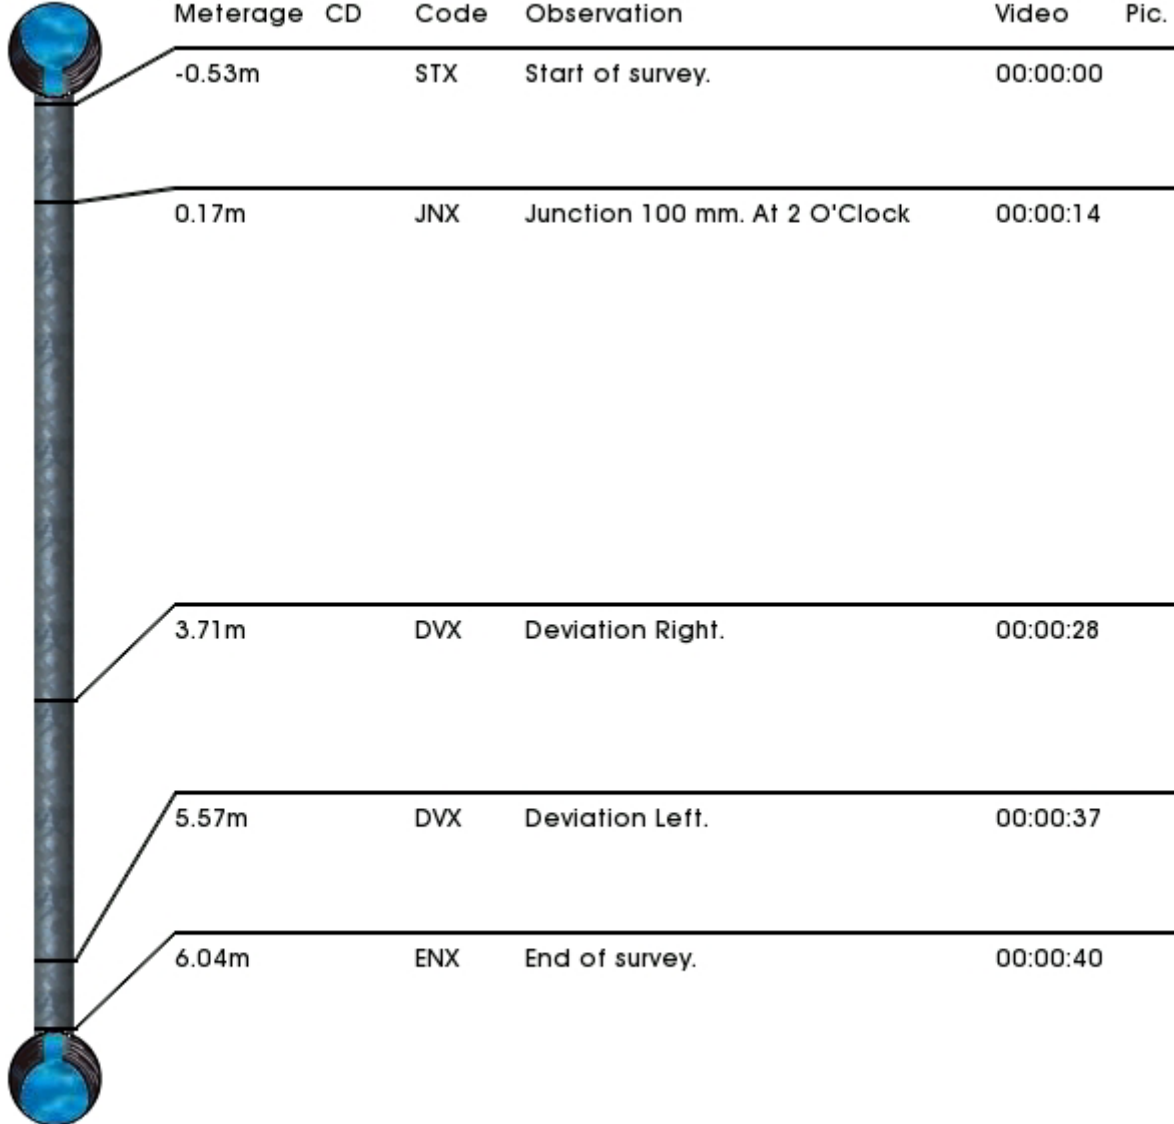 Meterage CD Code Observation Video Pic.
-0.53m STX Start of survey. 00:00:00
0.17m JNX Junction 100 mm. At 2 O'Clock 00:00:14
3.71m DVX Deviation Right. 00:00:28
5.57m DVX Deviation Left. 00:00:37
6.04m ENX End of survey. 00:00:40